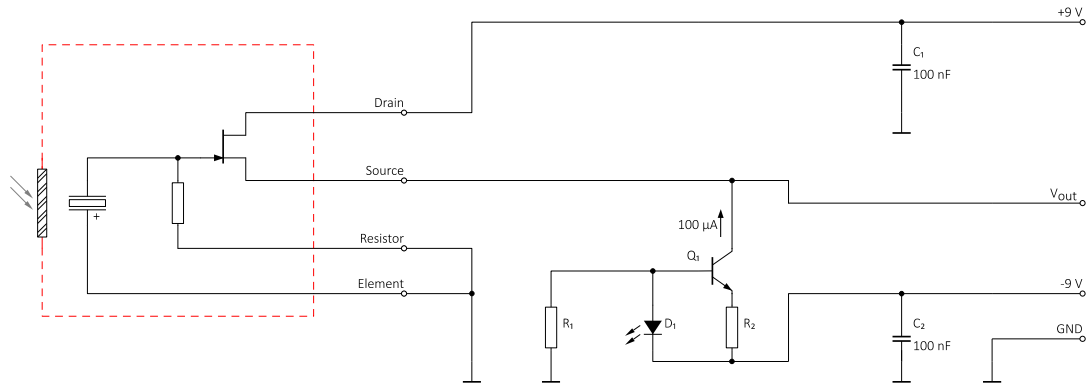 +9 V
C₁
100 nF
Drain
Source
Vout
100 µA
+
Resistor
Q₁
Element
-9 V
R₁
D₁
R₂
C₂
GND
100 nF